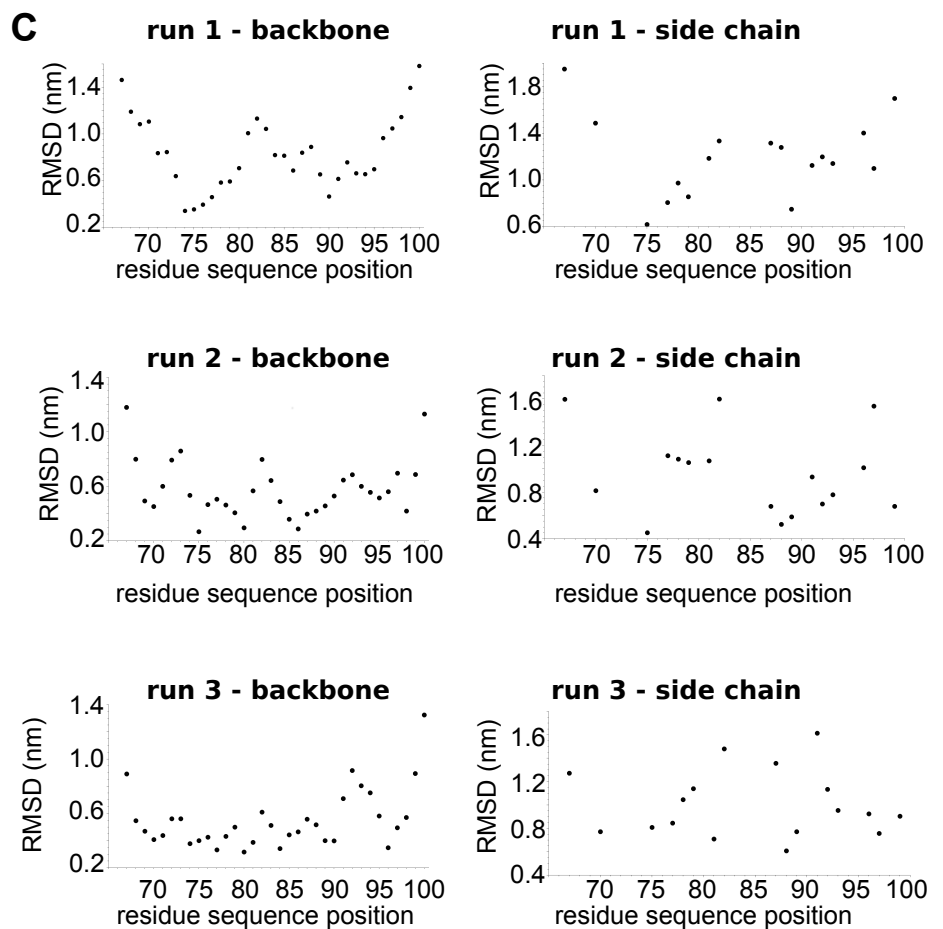 C
run 1 - backbone
RMSD (nm)
1.4
1.0
0.6
0.2
70 75 80 85 90 95 100
residue sequence position
run 1 - side chain
RMSD (nm)
1.8
1.4
1.0
0.6
70 75 80 85 90 95 100
residue sequence position
run 2 - backbone
RMSD (nm)
1.4
1.0
0.6
0.2
70 75 80 85 90 95 100
residue sequence position
run 2 - side chain
RMSD (nm)
1.6
1.2
0.8
0.4
70 75 80 85 90 95 100
residue sequence position
run 3 - backbone
RMSD (nm)
1.4
1.0
0.6
0.2
70 75 80 85 90 95 100
residue sequence position
run 3 - side chain
RMSD (nm)
1.6
1.2
0.8
0.4
70 75 80 85 90 95 100
residue sequence position